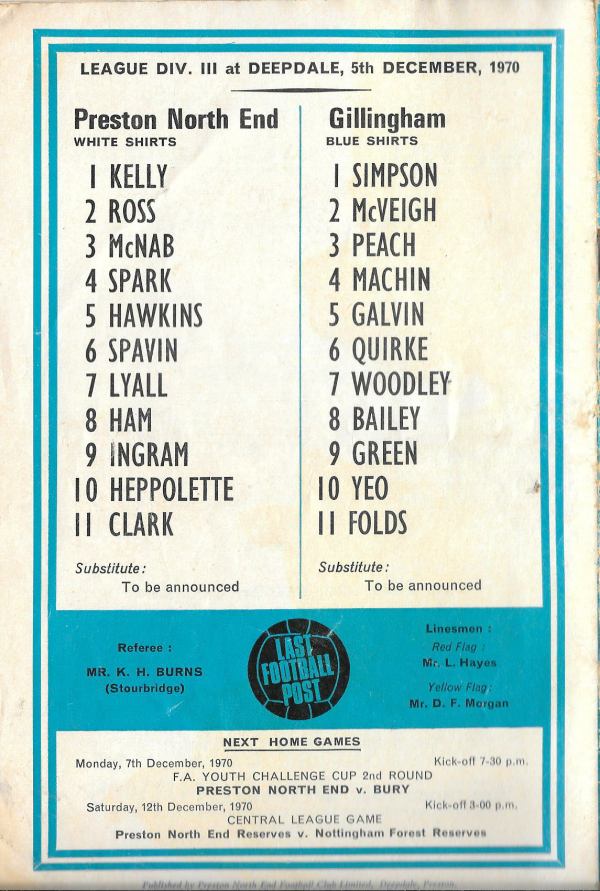 LEAGUE DIV. III at DEEPDALE, 5th DECEMBER, 1970
Preston North End
WHITE SHIRTS
1 KELLY
2 ROSS
3 McNAB
4 SPARK
5 HAWKINS
6 SPAVIN
7 LYALL
8 HAM
9 INGRAM
10 HEPPOLETTE
11 CLARK
Substitute:
To be announced
Gillingham
BLUE SHIRTS
1 SIMPSON
2 McVEIGH
3 PEACH
4 MACHIN
5 GALVIN
6 QUIRKE
7 WOODLEY
8 BAILEY
9 GREEN
10 YEO
11 FOLDS
Substitute:
To be announced
Referee :
MR. K. H. BURNS
(Stourbridge)
LAST
FOOTBALL
POST
Linesmen :
Red Flag :
Mr. L. Hayes
Yellow Flag :
Mr. D. F. Morgan
NEXT HOME GAMES
Monday, 7th December, 1970 Kick-off 7-30 p.m.
F.A. YOUTH CHALLENGE CUP 2nd ROUND
PRESTON NORTH END v. BURY
Saturday, 12th December, 1970 Kick-off 3-00 p.m.
CENTRAL LEAGUE GAME
Preston North End Reserves v. Nottingham Forest Reserves
Published by Preston North End Football Club Limited, Deepdale, Preston.